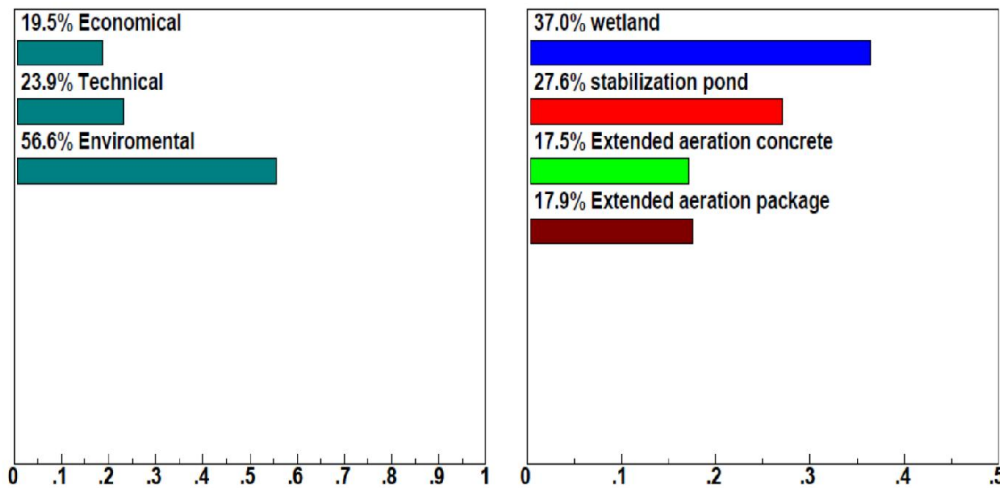 19.5% Economical
23.9% Technical
56.6% Enviromental
0 .1 .2 .3 .4 .5 .6 .7 .8 .9 1
37.0% wetland
27.6% stabilization pond
17.5% Extended aeration concrete
17.9% Extended aeration package
0 .1 .2 .3 .4 .5